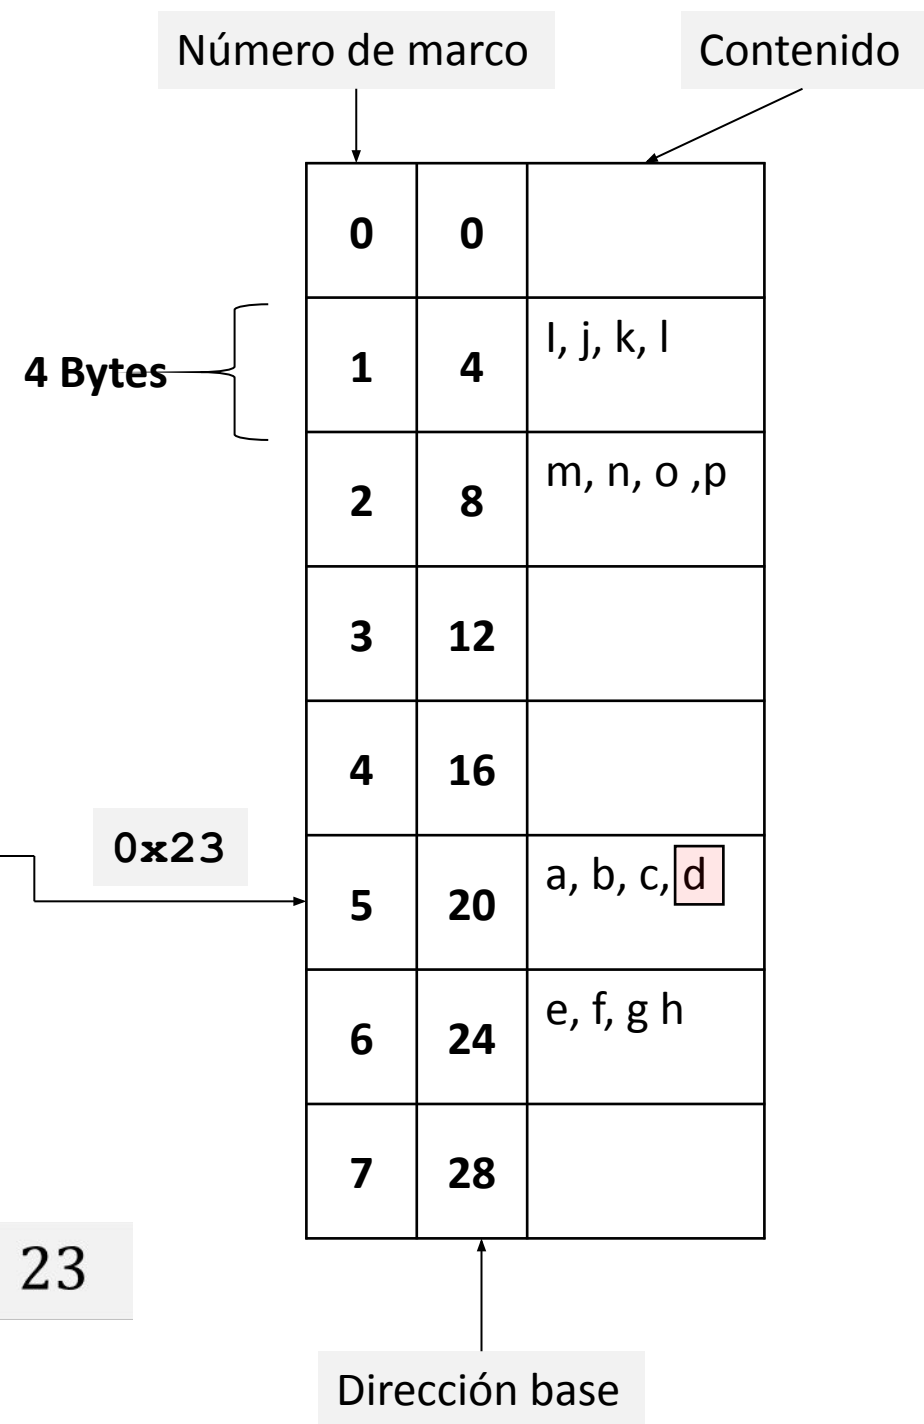 Número de marco Contenido
0 0
4 Bytes 1 4 I, j, k, l
2 8 m, n, o ,p
3 12
4 16
0x23 5 20 a, b, c, d
6 24 e, f, g h
7 28
23
Dirección base